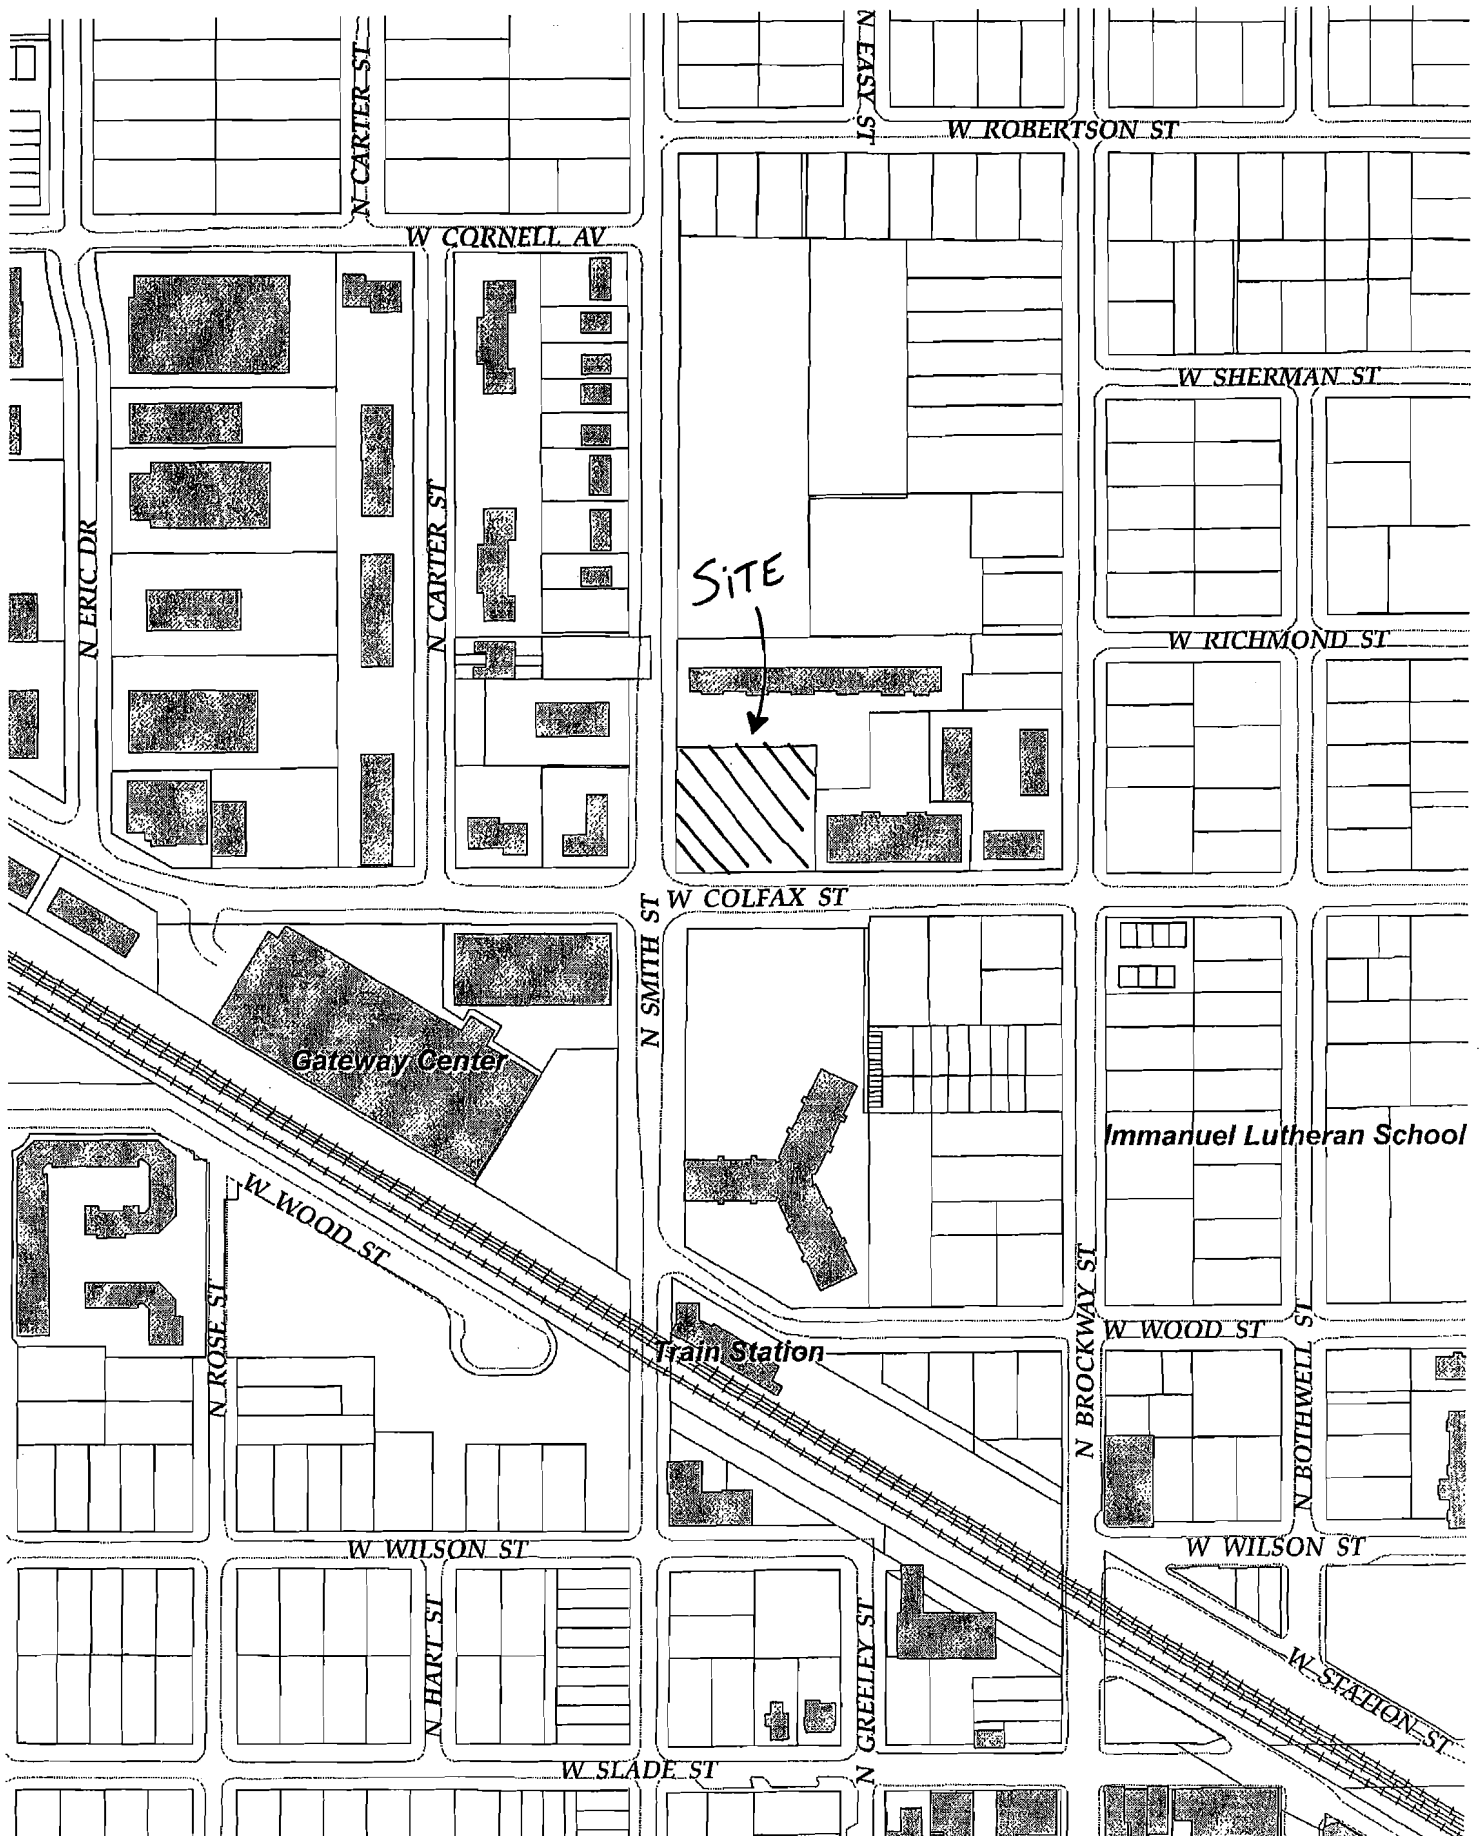 N EASY ST
N CARTER ST
W ROBERTSON ST
W CORNELL AV
W SHERMAN ST
N CARTER ST
N ERIC DR
SiTE
W RICHMOND ST
W COLFAX ST
N SMITH ST
Gateway Center
Immanuel Lutheran School
W WOOD ST
N ROSE ST
N BROCKWAY ST
W WOOD ST
Train Station
N BOTHWELL ST
W WILSON ST
W WILSON ST
N HART ST
N GREELEY ST
W STATION ST
W SLADE ST